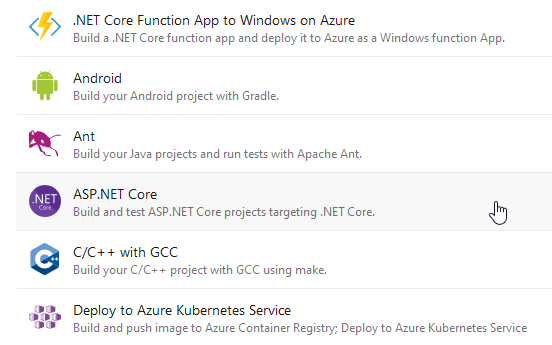 .NET Core Function App to Windows on Azure
Build a .NET Core function app and deploy it to Azure as a Windows function App.
Android
Build your Android project with Gradle.
Ant
Build your Java projects and run tests with Apache Ant.
.NET
Core
ASP.NET Core
Build and test ASP.NET Core projects targeting .NET Core.
C++
C/C++ with GCC
Build your C/C++ project with GCC using make.
Deploy to Azure Kubernetes Service
Build and push image to Azure Container Registry; Deploy to Azure Kubernetes Service